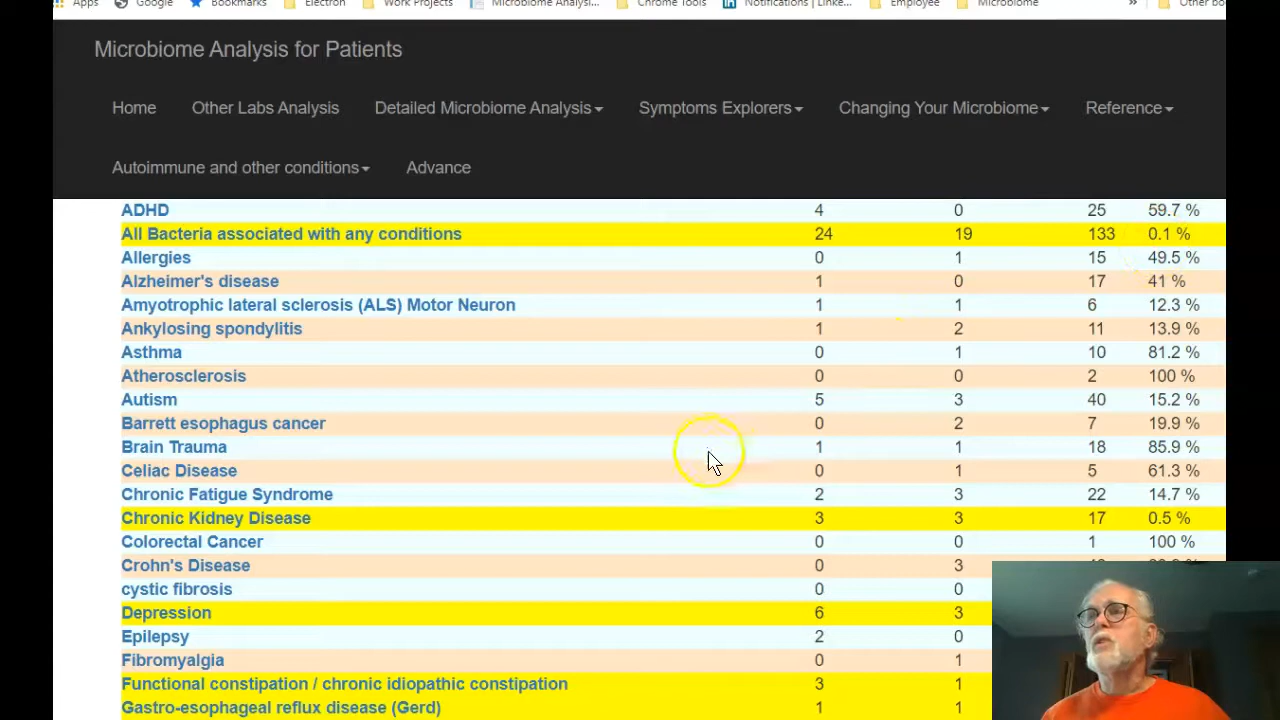 Apps Google Bookmarks Electron Work Projects Microbiome Analysi... Chrome Tools Notifications | Linke... Employee Microbiome » Other bo
Microbiome Analysis for Patients
Home Other Labs Analysis Detailed Microbiome Analysis Symptoms Explorers Changing Your Microbiome Reference
Autoimmune and other conditions Advance
ADHD 4 0 25 59.7 %
All Bacteria associated with any conditions 24 19 133 0.1 %
Allergies 0 1 15 49.5 %
Alzheimer's disease 1 0 17 41 %
Amyotrophic lateral sclerosis (ALS) Motor Neuron 1 1 6 12.3 %
Ankylosing spondylitis 1 2 11 13.9 %
Asthma 0 1 10 81.2 %
Atherosclerosis 0 0 2 100 %
Autism 5 3 40 15.2 %
Barrett esophagus cancer 0 2 7 19.9 %
Brain Trauma 1 1 18 85.9 %
Celiac Disease 0 1 5 61.3 %
Chronic Fatigue Syndrome 2 3 22 14.7 %
Chronic Kidney Disease 3 3 17 0.5 %
Colorectal Cancer 0 0 1 100 %
Crohn's Disease 0 3
cystic fibrosis 0 0
Depression 6 3
Epilepsy 2 0
Fibromyalgia 0 1
Functional constipation / chronic idiopathic constipation 3 1
Gastro-esophageal reflux disease (Gerd) 1 1